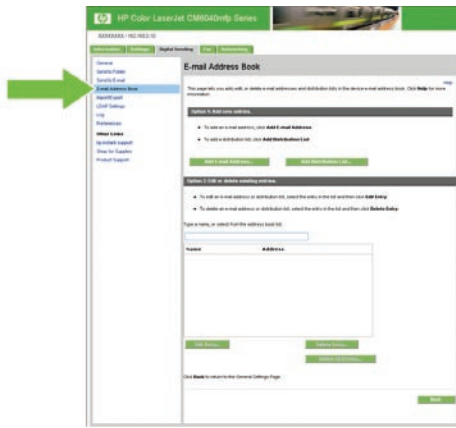 HP Color LaserJet CM6040mfp Series
Information Settings Digital Sending Fax Networking
General
Send to Folder
Send to E-mail
E-mail Address Book
Import/Export
LDAP Settings
Log
Preferences
Other Links
hp instant support
Shop for Supplies
Product Support
E-mail Address Book
Help
This page lets you add, edit, or delete e-mail addresses and distribution lists in the device e-mail address book. Click Help for more
information.
Option 1: Add new entries.
To add an e-mail address, click Add E-mail Address.
To add a distribution list, click Add Distribution List.
Add E-mail Address... Add Distribution List...
Option 2: Edit or delete existing entries.
To edit an e-mail address or distribution list, select the entry in the list and then click Edit Entry.
To delete an e-mail address or distribution list, select the entry in the list and then click Delete Entry.
Type a name, or select from the address book list:
Name Address
Edit Entry... Delete Entry...
Click Back to return to the General Settings Page.
Back